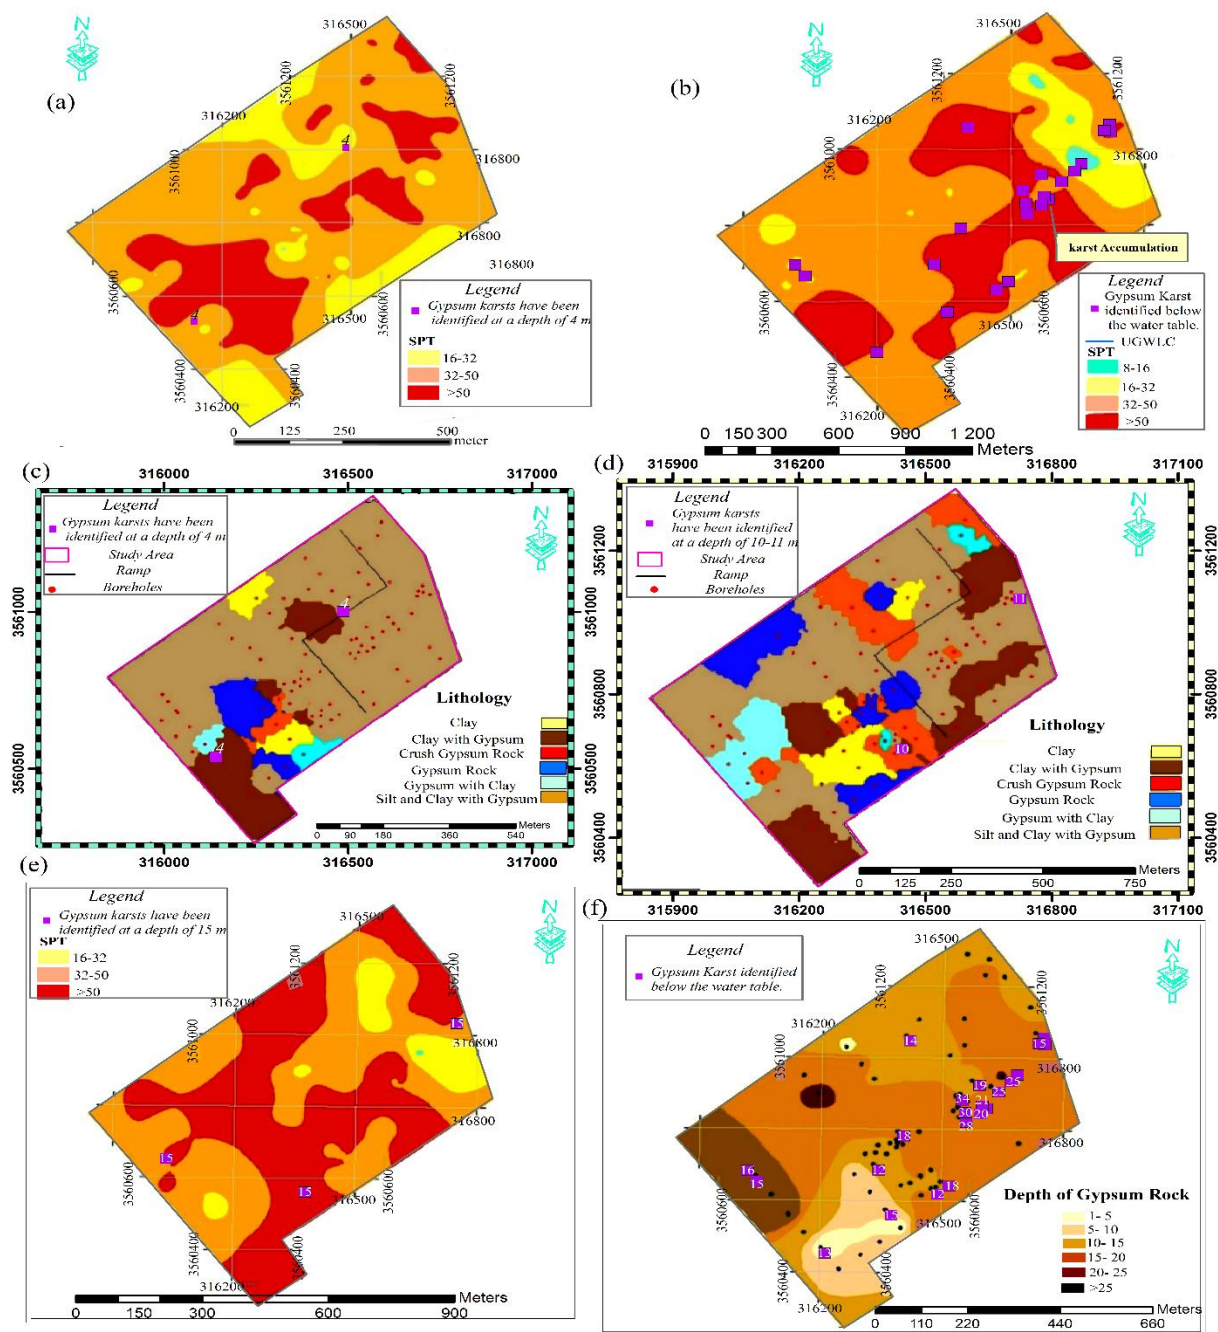 (a)
N
316500
3561200
3561200
316200
3561000
4
316800
316800
316800
3560600
4
3560600
316500
3560400
3560400
316200
Legend
Gypsum karsts have been
identified at a depth of 4 m
SPT
16-32
32-50
>50
0 125 250 500
meter
(b)
N
316500
3561200
3561200
316200
3561000
316800
karst Accumulation
3560600
3560600
316500
3560400
316200
Legend
Gypsum Karst
identified below
the water table.
UGWLC
SPT
8-16
16-32
32-50
>50
0 150 300 600 900 1 200
Meters
(c)
316000 316500 317000
Legend
Gypsum karsts have been
identified at a depth of 4 m
Study Area
Ramp
Boreholes
N
3561000
3561000
4
4
3560500
3560500
Lithology
Clay
Clay with Gypsum
Crush Gypsum Rock
Gypsum Rock
Gypsum with Clay
Silt and Clay with Gypsum
0 90 180 360 540
Meters
316000 316500 317000
(d)
315900 316200 316500 316800 317100
Legend
Gypsum karsts
have been identified
at a depth of 10-11 m
Study Area
Ramp
Boreholes
N
3561200
11
3560800
10
3560400
Lithology
Clay
Clay with Gypsum
Crush Gypsum Rock
Gypsum Rock
Gypsum with Clay
Silt and Clay with Gypsum
0 125 250 500 750
Meters
315900 316200 316500 316800 317100
(e)
Legend
Gypsum karsts have been
identified at a depth of 15 m
SPT
16-32
32-50
>50
N
316500
3561200
3561200
316200
3561000
15
316800
316800
15
15
3560600
3560600
316500
3560400
3560400
316200
0 150 300 600 900
Meters
(f)
Legend
Gypsum Karst identified
below the water table.
N
316500
3561200
3561200
316200
3561000
14
15
316800
19
25
25
34
21
30
20
28
316800
18
12
16
15
18
12
3560600
3560600
15
316500
13
3560400
3560400
316200
Depth of Gypsum Rock
1- 5
5- 10
10- 15
15- 20
20- 25
>25
0 110 220 440 660
Meters